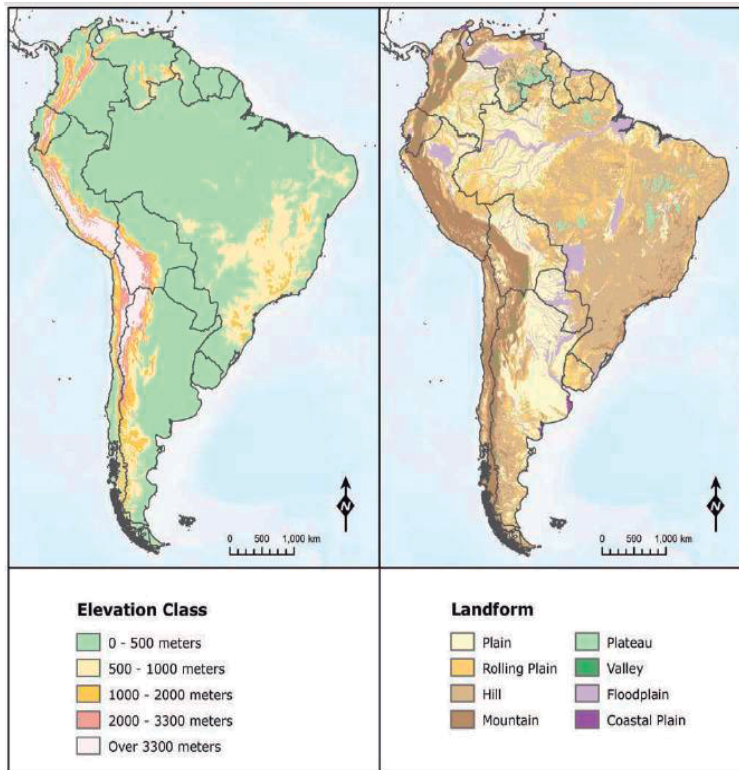 N
0 500 1,000 km
N
0 500 1,000 km
Elevation Class
0 - 500 meters
500 - 1000 meters
1000 - 2000 meters
2000 - 3300 meters
Over 3300 meters
Landform
Plain
Rolling Plain
Hill
Mountain
Plateau
Valley
Floodplain
Coastal Plain